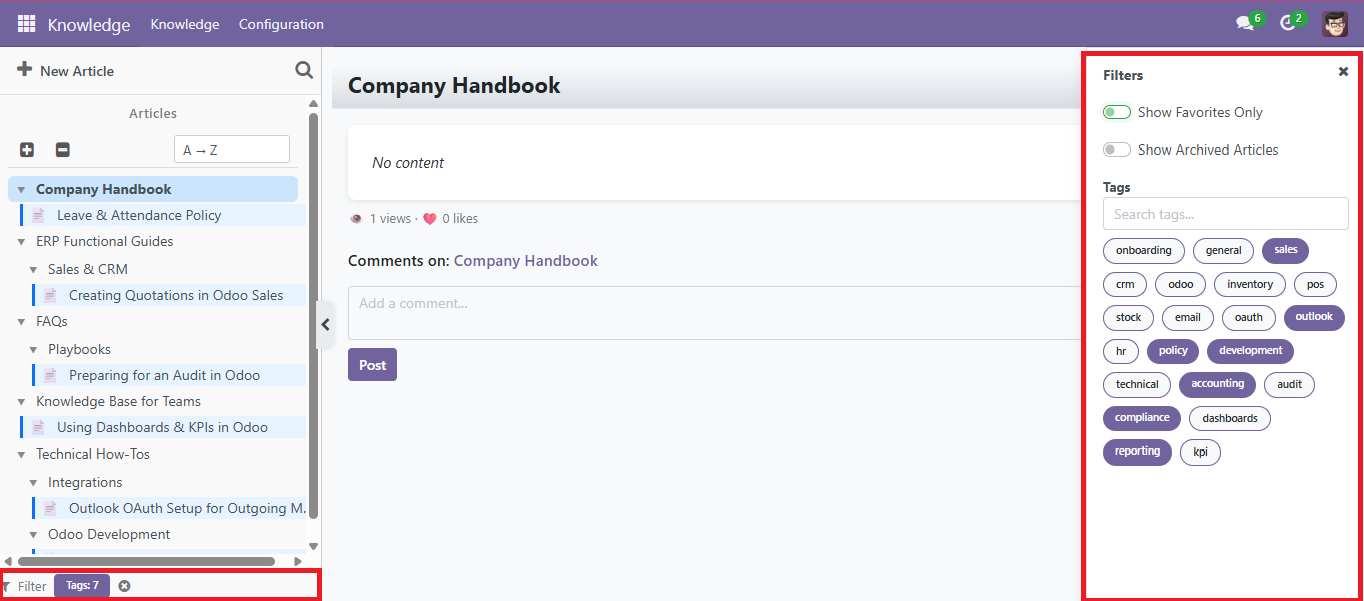 Knowledge Knowledge Configuration 6 2
New Article
Articles
A → Z
Company Handbook
Leave & Attendance Policy
ERP Functional Guides
Sales & CRM
Creating Quotations in Odoo Sales
FAQs
Playbooks
Preparing for an Audit in Odoo
Knowledge Base for Teams
Using Dashboards & KPIs in Odoo
Technical How-Tos
Integrations
Outlook OAuth Setup for Outgoing M.
Odoo Development
Filter Tags: 7
Company Handbook
No content
1 views · 0 likes
Comments on: Company Handbook
Add a comment...
Post
Filters
Show Favorites Only
Show Archived Articles
Tags
Search tags...
onboarding general sales
crm odoo inventory pos
stock email oauth outlook
hr policy development
technical accounting audit
compliance dashboards
reporting kpi